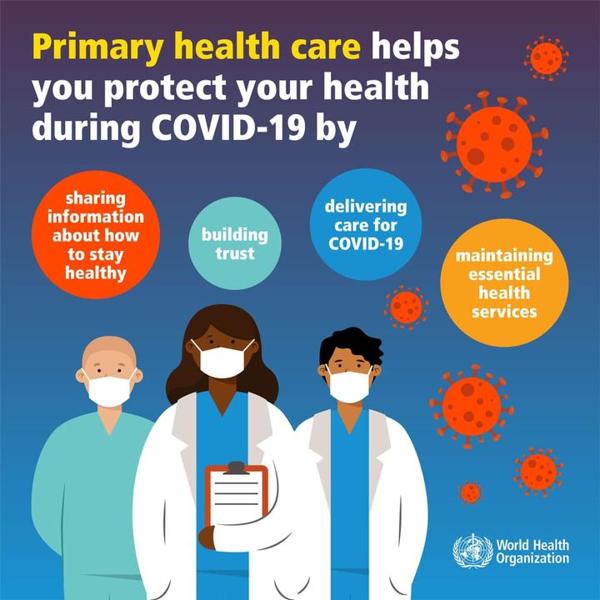 Primary health care helps
you protect your health
during COVID-19 by
sharing
information
about how
to stay
healthy
building
trust
delivering
care for
COVID-19
maintaining
essential
health
services
World Health
Organization